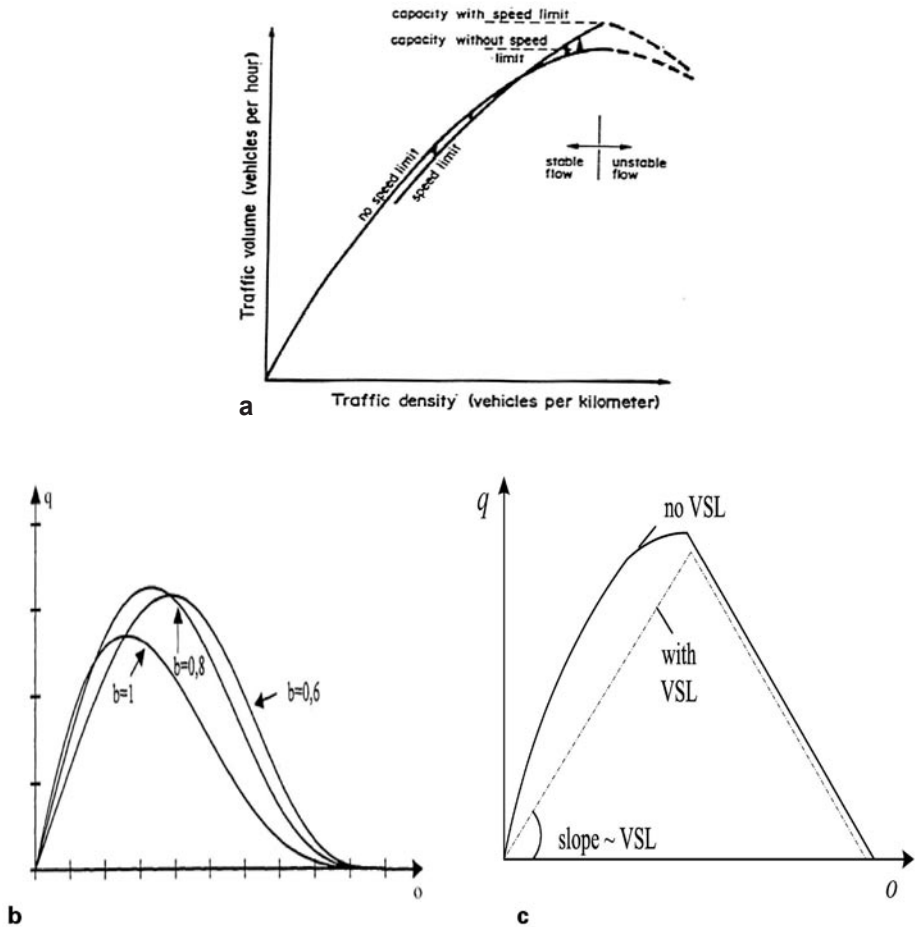 capacity with speed limit
capacity without speed
limit
Traffic volume (vehicles per hour)
no speed limit
speed limit
stable
flow
unstable
flow
Traffic density (vehicles per kilometer)
a
q
b=1
b=0,8
b=0,6
o
b
q
no VSL
with
VSL
slope ~ VSL
o
c